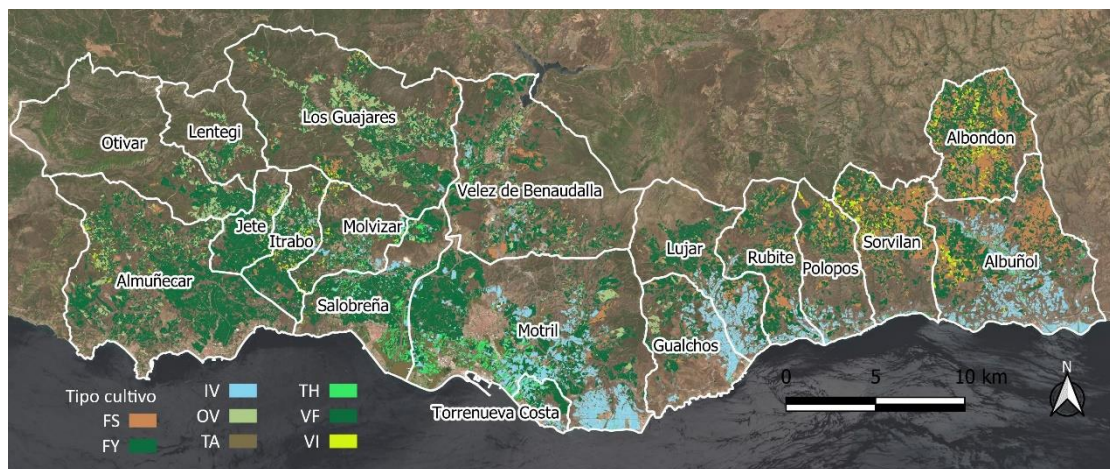 Albondon
Los Guajares
Lentegi
Otivar
Velez de Benaudalla
Jete
Molvizar
Itrabo
Lujar
Sorvilan
Rubite
Polopos
Albuñol
Almuñecar
Salobreña
Motril
Gualchos
Torrenueva Costa
Tipo cultivo
FS
FY
IV
OV
TA
TH
VF
VI
0 5 10 km
N